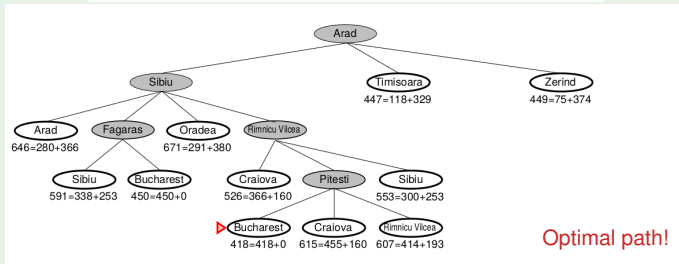 Arad
Sibiu Timisoara Zerind
447=118+329 449=75+374
Arad Fagaras Oradea Rimnicu Vilcea
646=280+366 671=291+380
Sibiu Bucharest Craiova Pitesti Sibiu
591=338+253 450=450+0 526=366+160 553=300+253
Bucharest Craiova Rimnicu Vilcea
418=418+0 615=455+160 607=414+193
Optimal path!